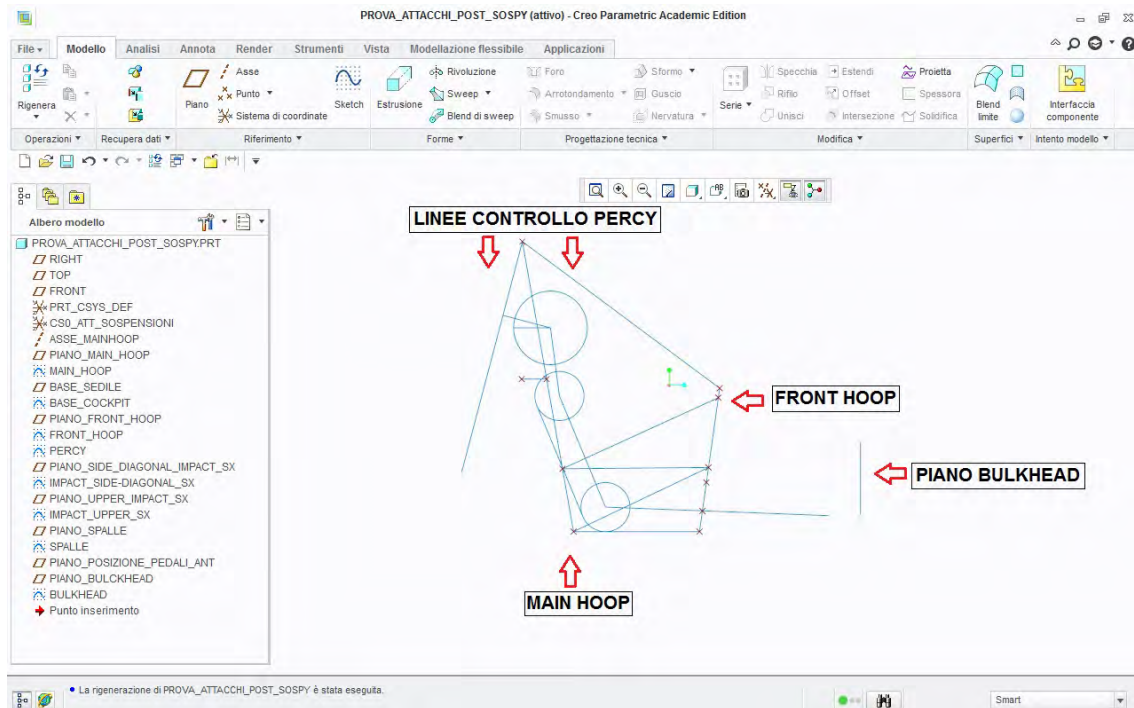 PROVA_ATTACCHI_POST_SOSPY (attivo) - Creo Parametric Academic Edition
File Modello Analisi Annota Render Strumenti Vista Modellazione flessibile Applicazioni
Rigenera
Operazioni
Recupera dati
Piano
Asse
Punto
Sistema di coordinate
Riferimento
Sketch
Estrusione
Rivoluzione
Sweep
Blend di sweep
Forme
Foro
Arrotondamento
Smusso
Sformo
Guscio
Nervatura
Progettazione tecnica
Serie
Specchia
Rifilo
Unisci
Estendi
Offset
Intersezione
Proietta
Spessora
Solidifica
Modifica
Blend
limite
Superfici
Interfaccia
componente
Intento modello
Albero modello
PROVA_ATTACCHI_POST_SOSPY.PRT
RIGHT
TOP
FRONT
PRT_CSYS_DEF
CS0_ATT_SOSPENSIONI
ASSE_MAINHOOP
PIANO_MAIN_HOOP
MAIN_HOOP
BASE_SEDILE
BASE_COCKPIT
PIANO_FRONT_HOOP
FRONT_HOOP
PERCY
PIANO_SIDE_DIAGONAL_IMPACT_SX
IMPACT_SIDE-DIAGONAL_SX
PIANO_UPPER_IMPACT_SX
IMPACT_UPPER_SX
PIANO_SPALLE
SPALLE
PIANO_POSIZIONE_PEDALI_ANT
PIANO_BULCKHEAD
BULKHEAD
Punto inserimento
LINEE CONTROLLO PERCY
FRONT HOOP
PIANO BULKHEAD
MAIN HOOP
La rigenerazione di PROVA_ATTACCHI_POST_SOSPY è stata eseguita.
Smart